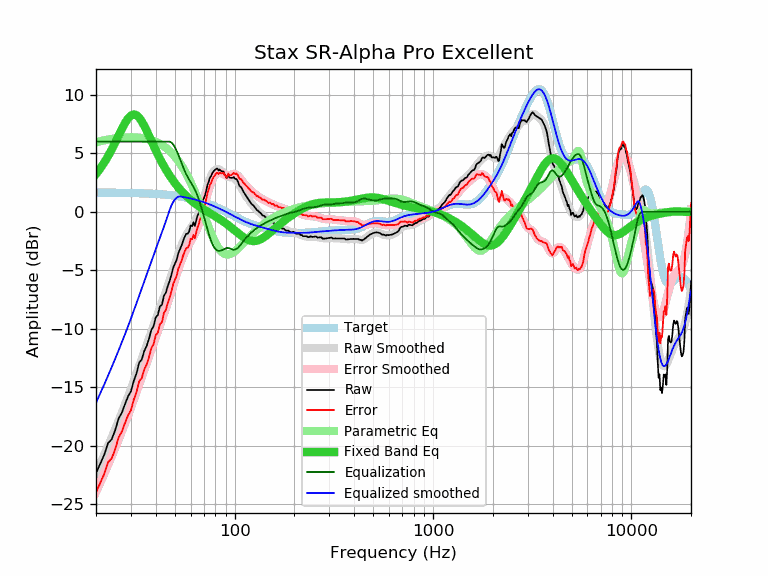 Stax SR-Alpha Pro Excellent
10
5
0
−5
−10
−15
−20
−25
Amplitude (dBr)
Target
Raw Smoothed
Error Smoothed
Raw
Error
Parametric Eq
Fixed Band Eq
Equalization
Equalized smoothed
100
1000
10000
Frequency (Hz)